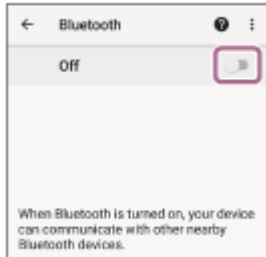 Bluetooth
Off
When Bluetooth is turned on, your device
can communicate with other nearby
Bluetooth devices.